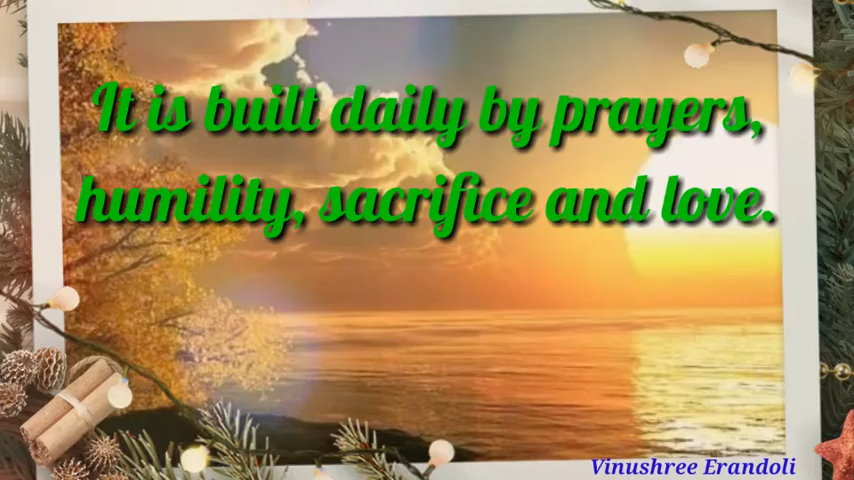 It is built daily by prayers,
humility, sacrifice and love.
Vinushree Erandoli